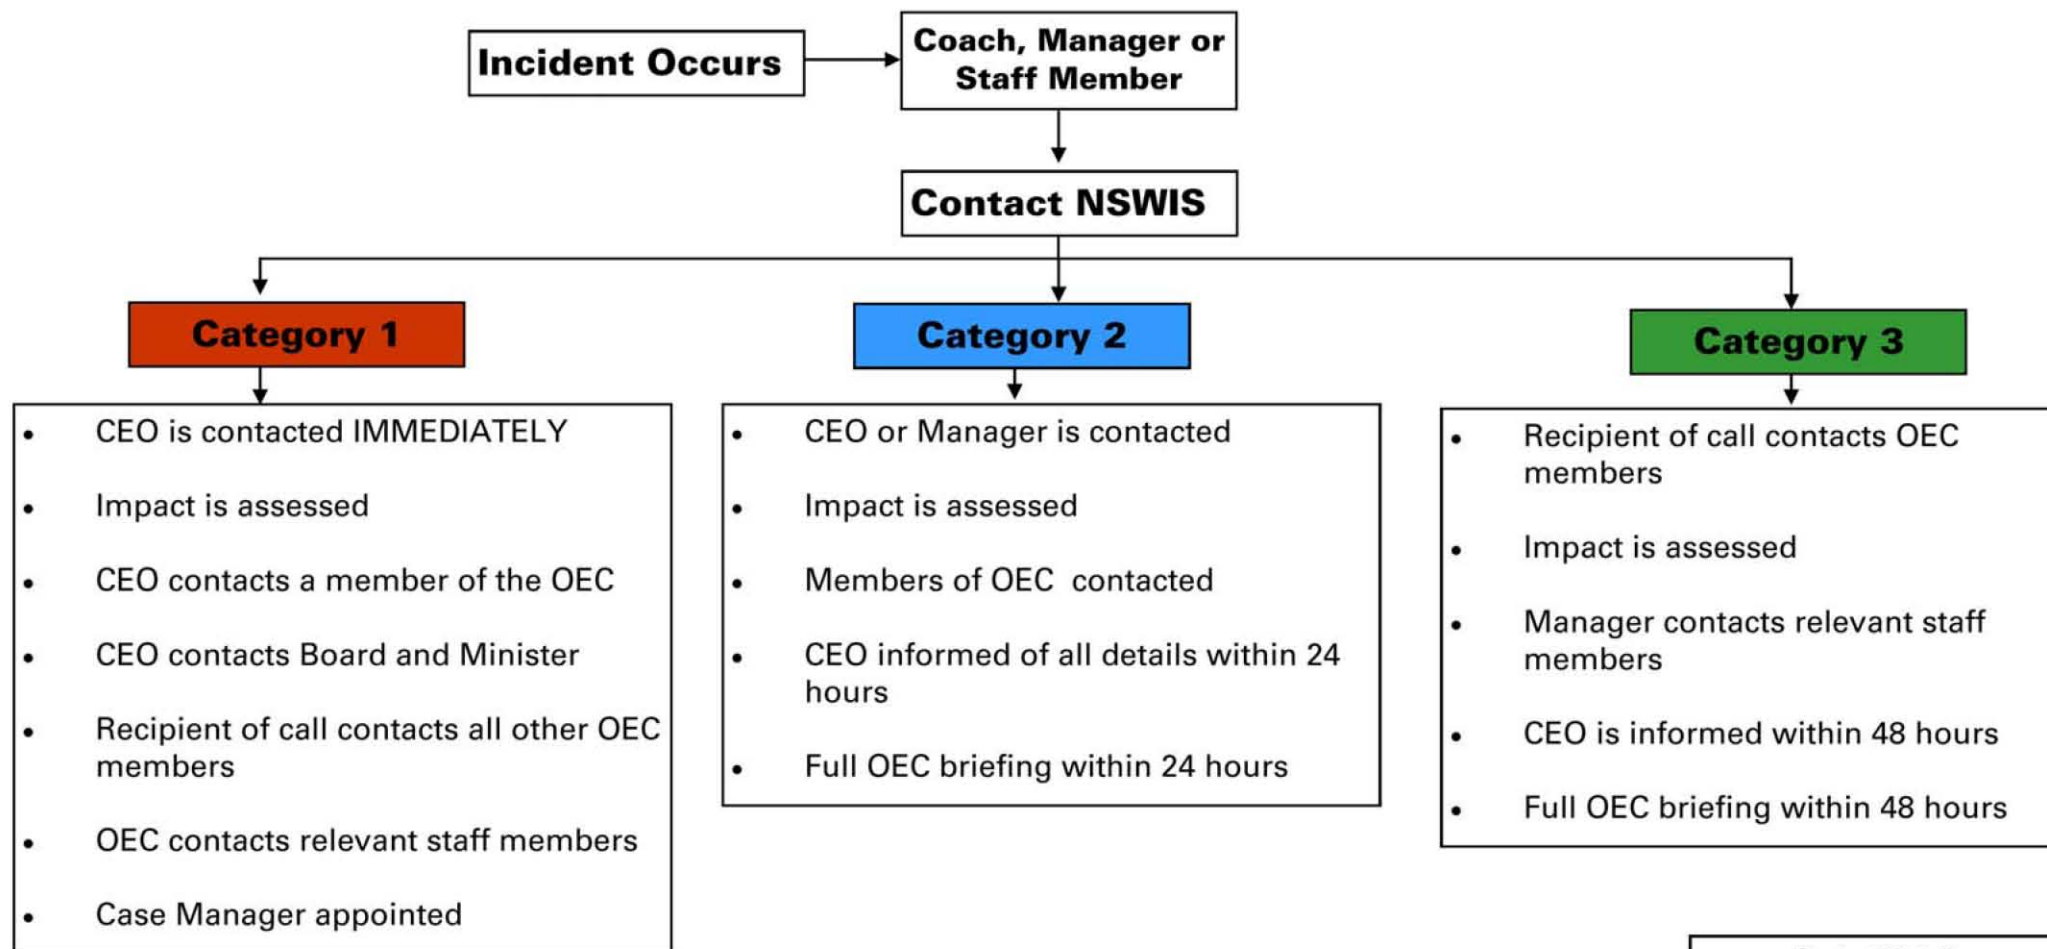 Incident Occurs
Coach, Manager or
Staff Member
Contact NSWIS
Category 1
• CEO is contacted IMMEDIATELY
• Impact is assessed
• CEO contacts a member of the OEC
• CEO contacts Board and Minister
• Recipient of call contacts all other OEC
members
• OEC contacts relevant staff members
• Case Manager appointed
Category 2
• CEO or Manager is contacted
• Impact is assessed
• Members of OEC  contacted
• CEO informed of all details within 24
hours
• Full OEC briefing within 24 hours
Category 3
• Recipient of call contacts OEC
members
• Impact is assessed
• Manager contacts relevant staff
members
• CEO is informed within 48 hours
• Full OEC briefing within 48 hours